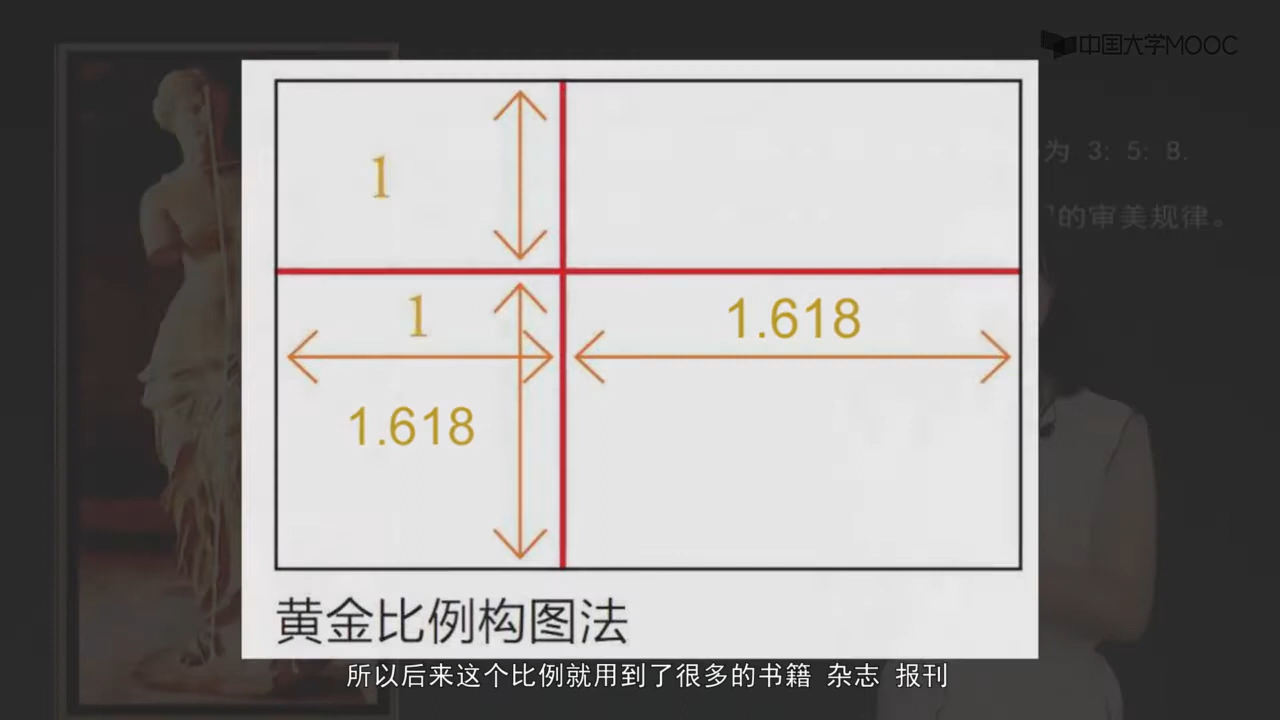 中国大学MOOC
为 3: 5: 8.
的审美规律。
1
1
1.618
1.618
黄金比例构图法
所以后来这个比例就用到了很多的书籍 杂志 报刊